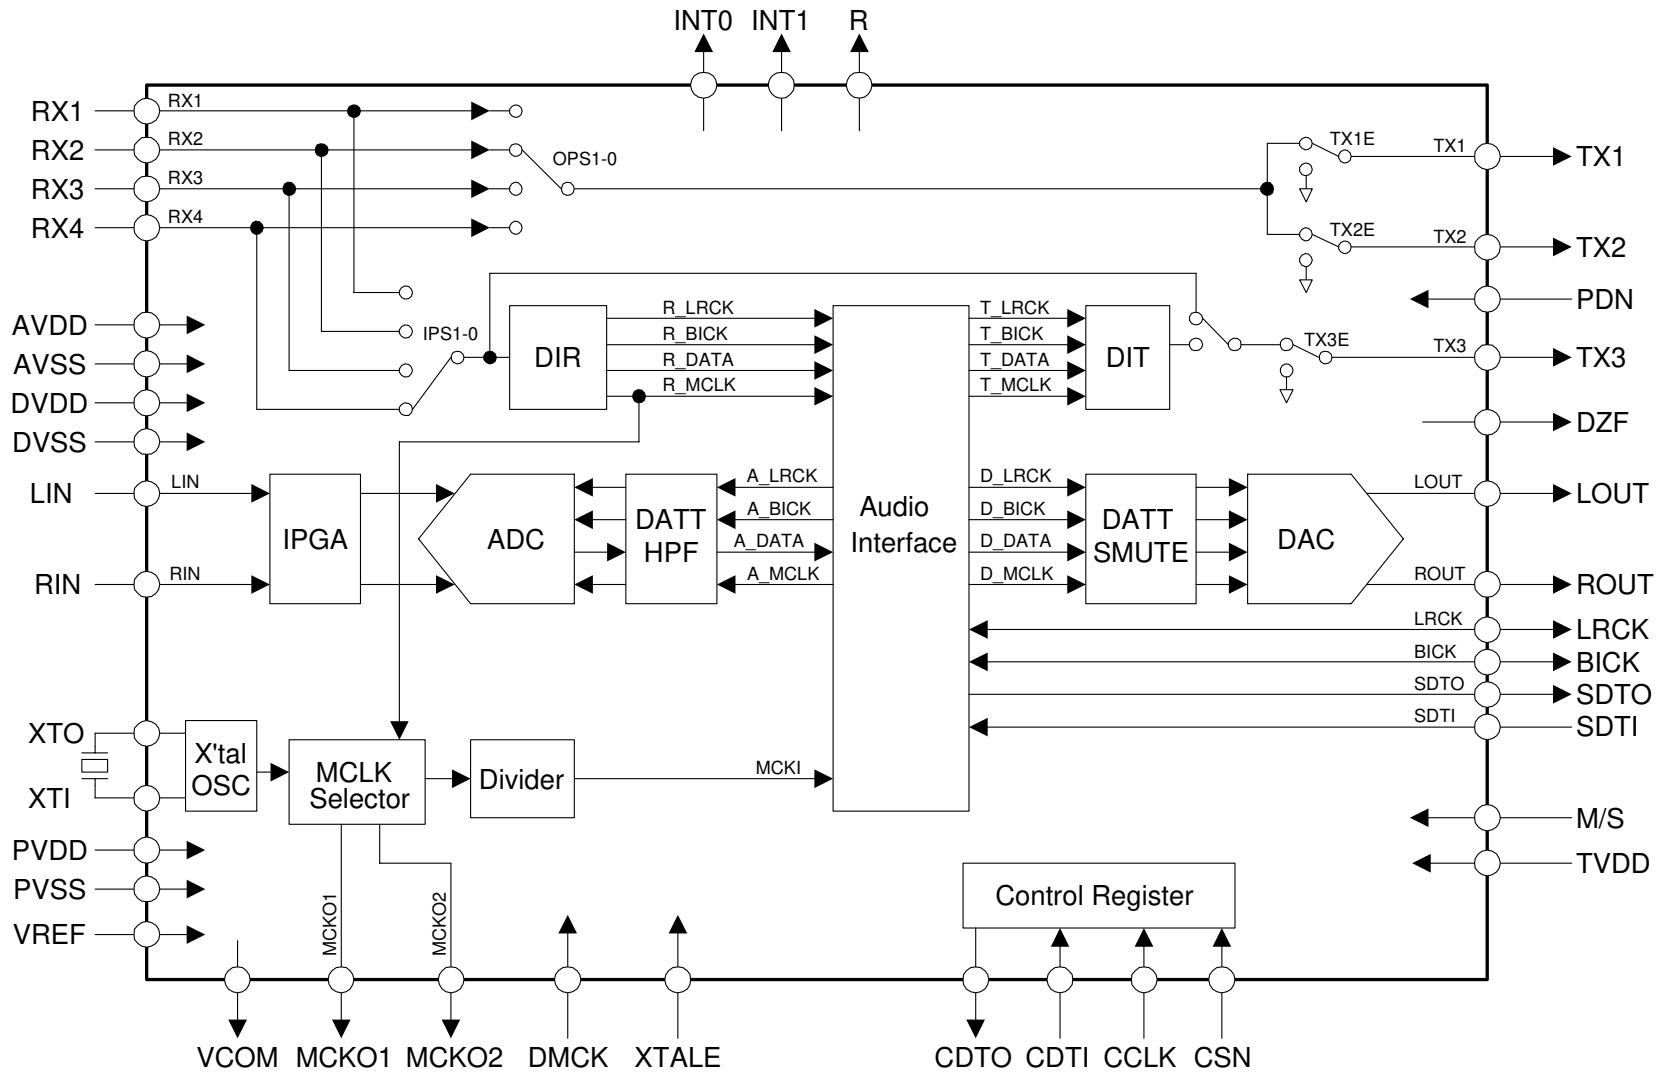 INT0 INT1 R
RX1
RX2
RX3
RX4
AVDD
AVSS
DVDD
DVSS
LIN
RIN
XTO
XTI
PVDD
PVSS
VREF
RX1
RX2
RX3
RX4
OPS1-0
IPS1-0
DIR
R_LRCK
R_BICK
R_DATA
R_MCLK
T_LRCK
T_BICK
T_DATA
T_MCLK
DIT
TX1E
TX2E
TX3E
TX1
TX2
TX3
LIN
RIN
IPGA
ADC
DATT
HPF
A_LRCK
A_BICK
A_DATA
A_MCLK
Audio
Interface
D_LRCK
D_BICK
D_DATA
D_MCLK
DATT
SMUTE
DAC
LOUT
ROUT
LRCK
BICK
SDTO
SDTI
X'tal
OSC
MCLK
Selector
Divider
MCKI
MCKO1
MCKO2
Control Register
TX1
TX2
PDN
TX3
DZF
LOUT
ROUT
LRCK
BICK
SDTO
SDTI
M/S
TVDD
VCOM MCKO1 MCKO2 DMCK XTALE CDTO CDTI CCLK CSN